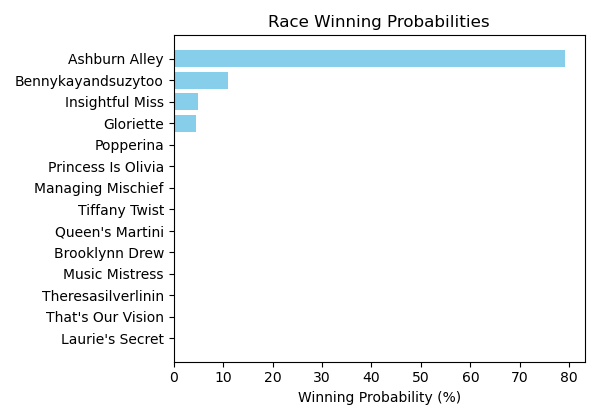 Race Winning Probabilities
Ashburn Alley
Bennykayandsuzytoo
Insightful Miss
Gloriette
Popperina
Princess Is Olivia
Managing Mischief
Tiffany Twist
Queen's Martini
Brooklynn Drew
Music Mistress
Theresasilverlinin
That's Our Vision
Laurie's Secret
0 10 20 30 40 50 60 70 80
Winning Probability (%)